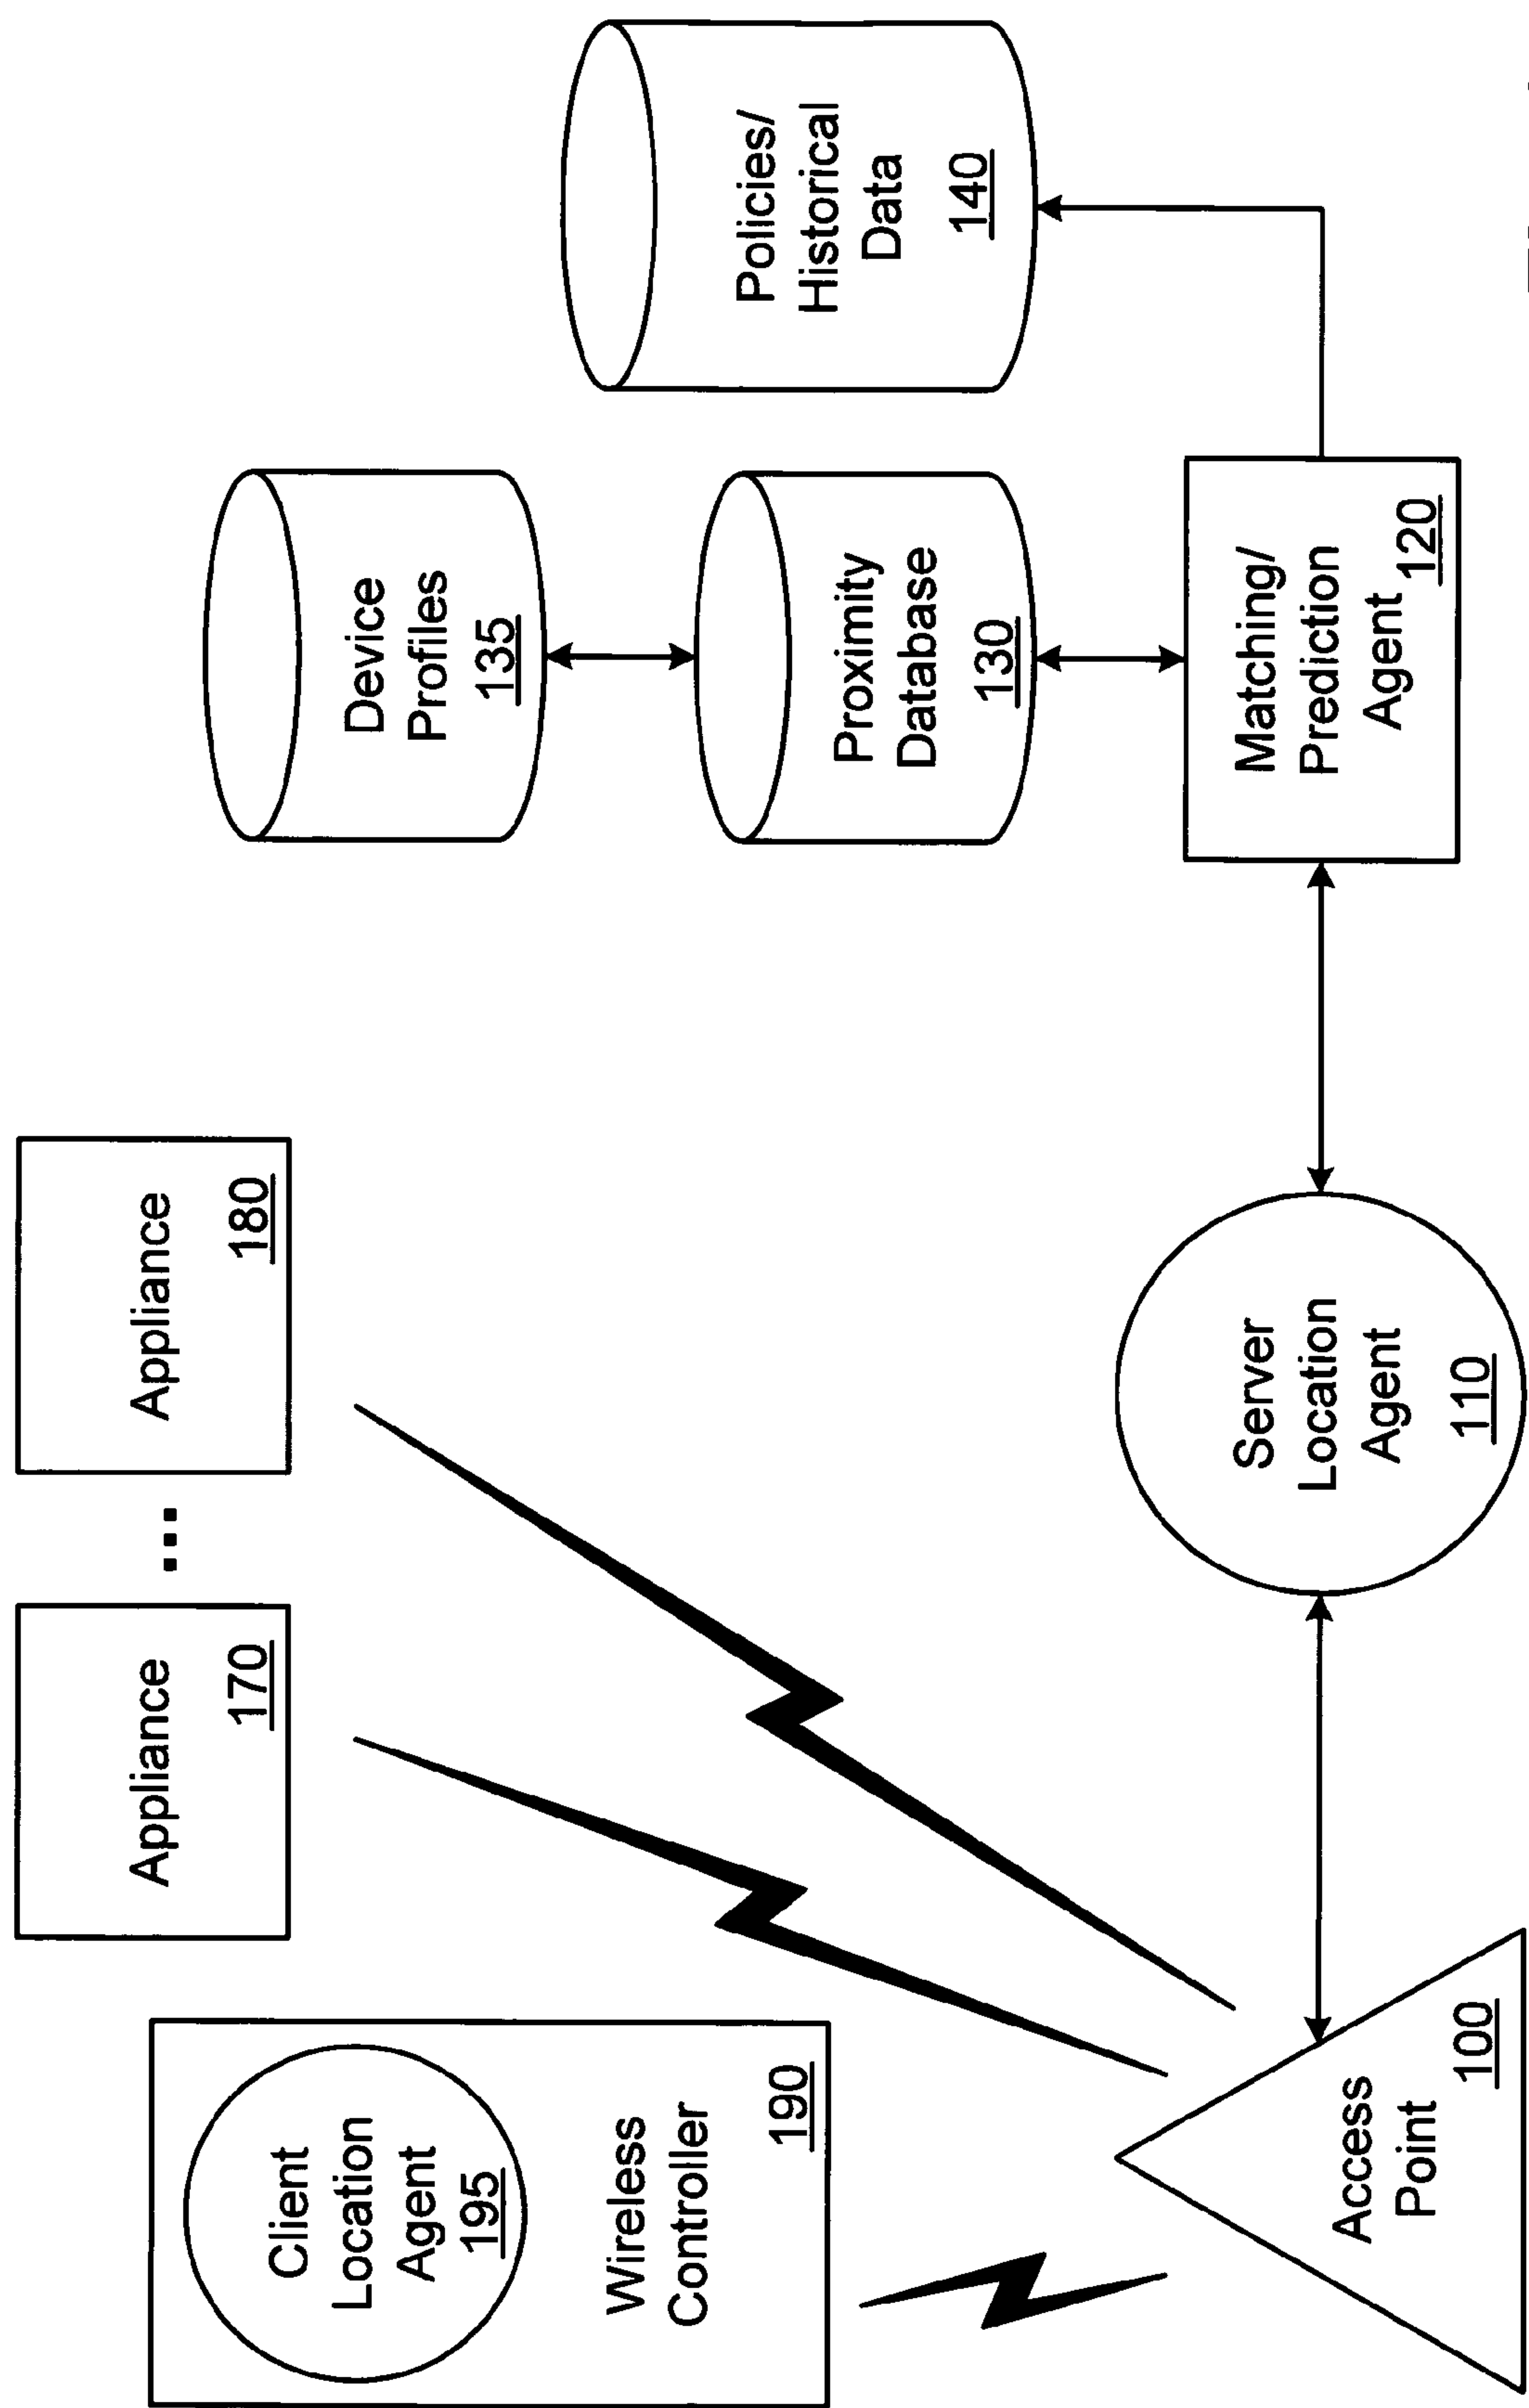 Client
Location
Agent
195
Wireless
Controller
190
Appliance
170
...
Appliance
180
Device
Profiles
135
Policies/
Historical
Data
140
Proximity
Database
130
Access
Point
100
Server
Location
Agent
110
Matching/
Prediction
Agent
120